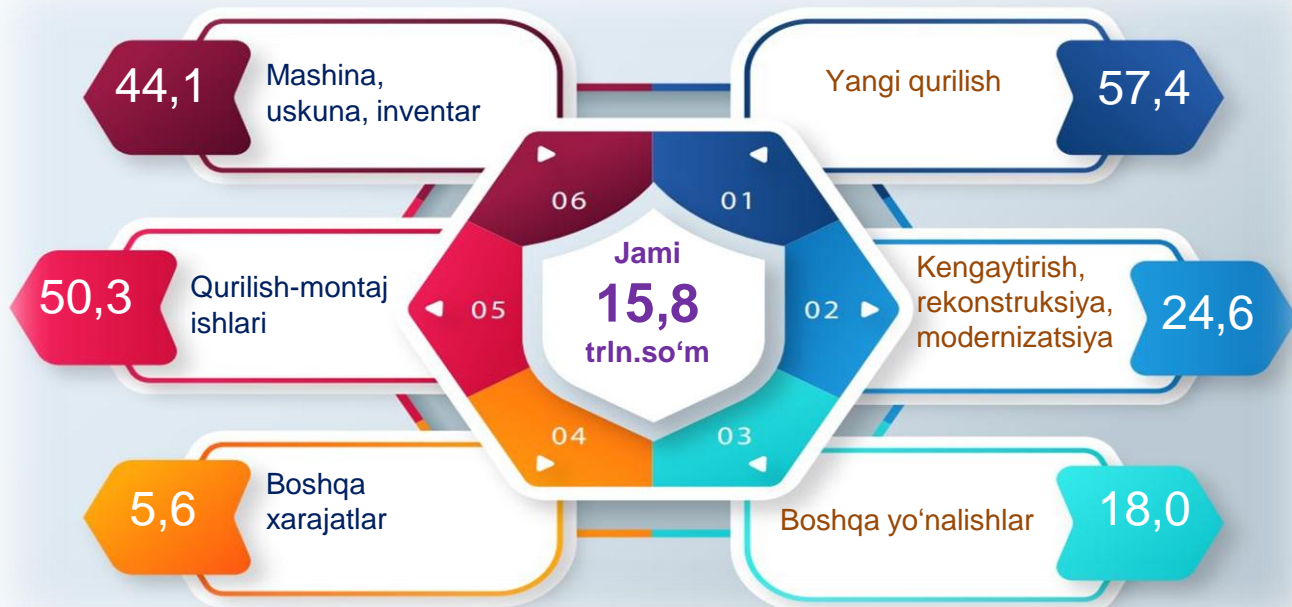 44,1
Mashina,
uskuna, inventar
Yangi qurilish
57,4
06
01
50,3
Qurilish-montaj
ishlari
05
Jami
15,8
trln.so‘m
02
Kengaytirish,
rekonstruksiya,
modernizatsiya
24,6
04
03
5,6
Boshqa
xarajatlar
Boshqa yo‘nalishlar
18,0